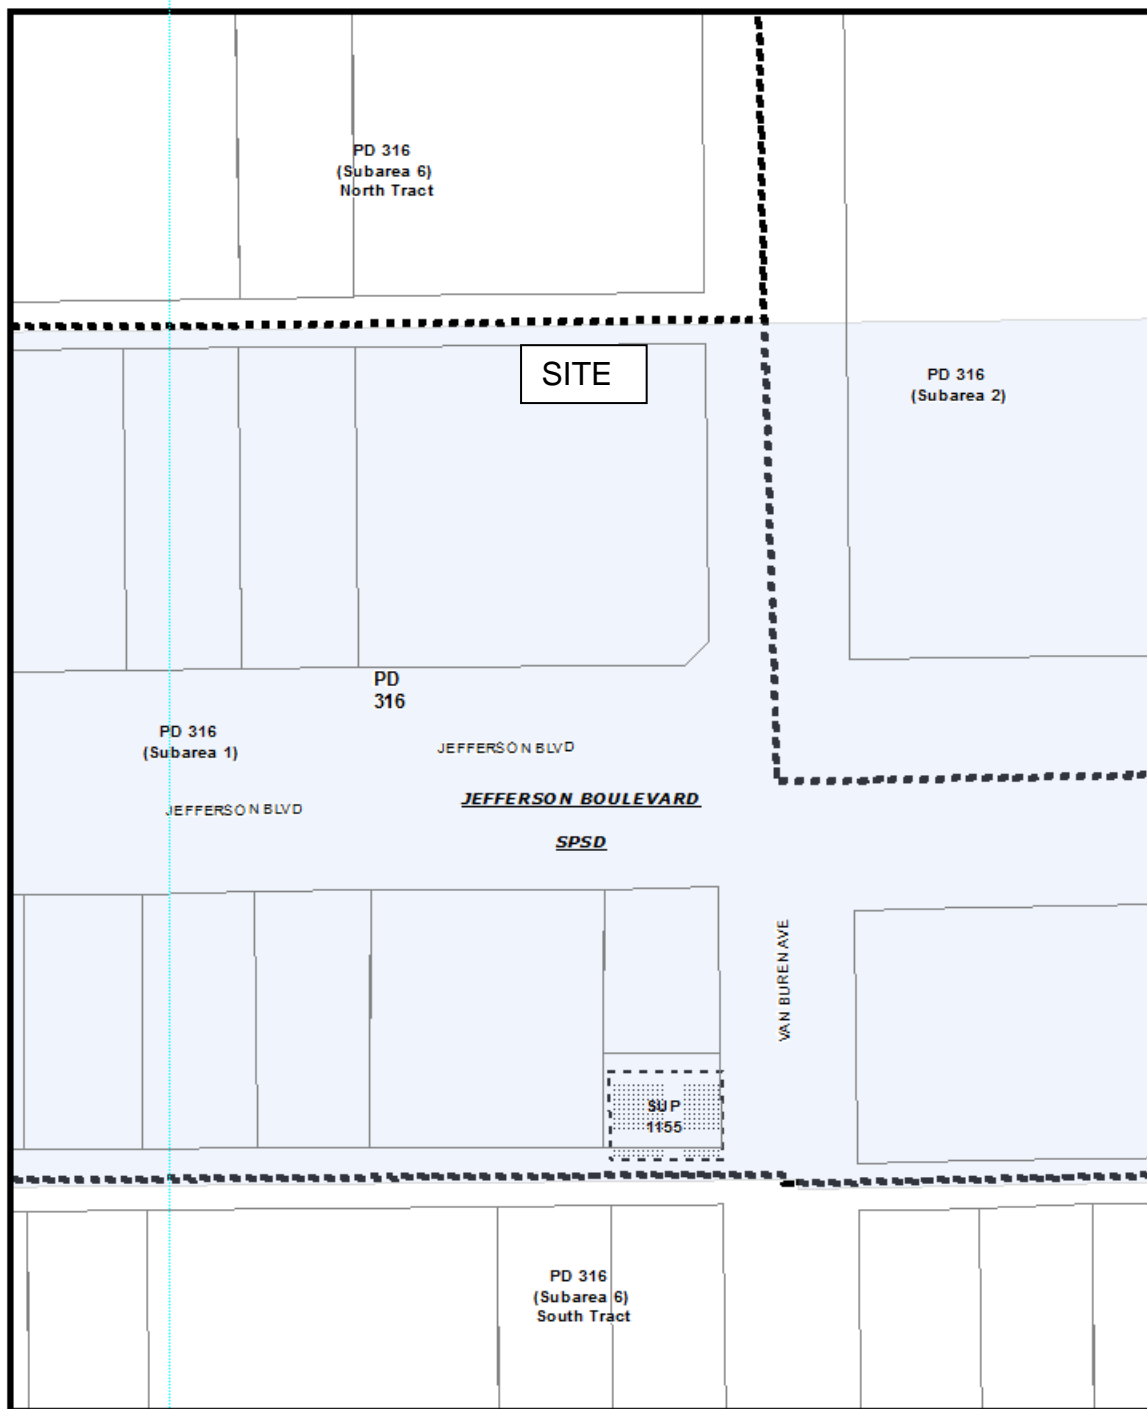 PD 316
(Subarea 6)
North Tract
SITE
PD 316
(Subarea 2)
PD
316
PD 316
(Subarea 1)
JEFFERSON BLVD
JEFFERSON BLVD
JEFFERSON BOULEVARD
SPSD
VAN BUREN AVE
SUP
1155
PD 316
(Subarea 6)
South Tract